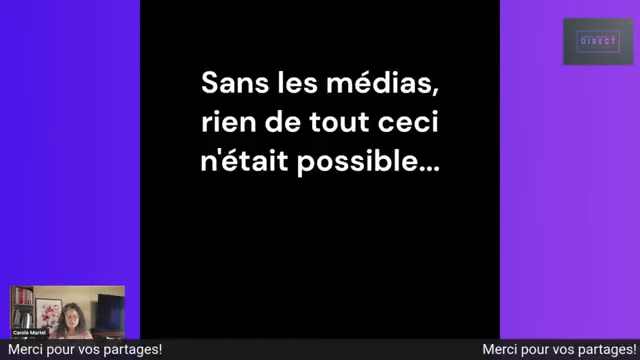 DIRECT
Sans les médias,
rien de tout ceci
n'était possible...
Carole Martel
Merci pour vos partages!
Merci pour vos partages!